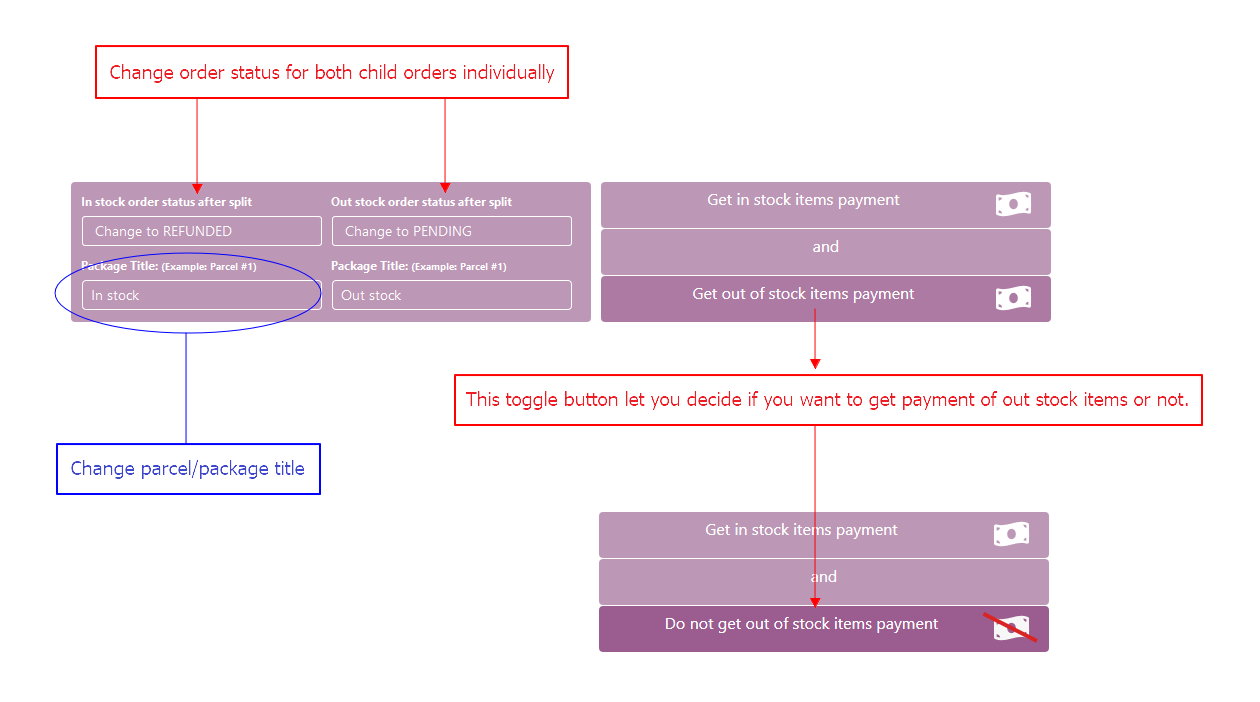 Change order status for both child orders individually
In stock order status after split
Out stock order status after split
Change to REFUNDED
Change to PENDING
Package Title: (Example: Parcel #1)
Package Title: (Example: Parcel #1)
In stock
Out stock
Get in stock items payment
and
Get out of stock items payment
This toggle button let you decide if you want to get payment of out stock items or not.
Change parcel/package title
Get in stock items payment
and
Do not get out of stock items payment